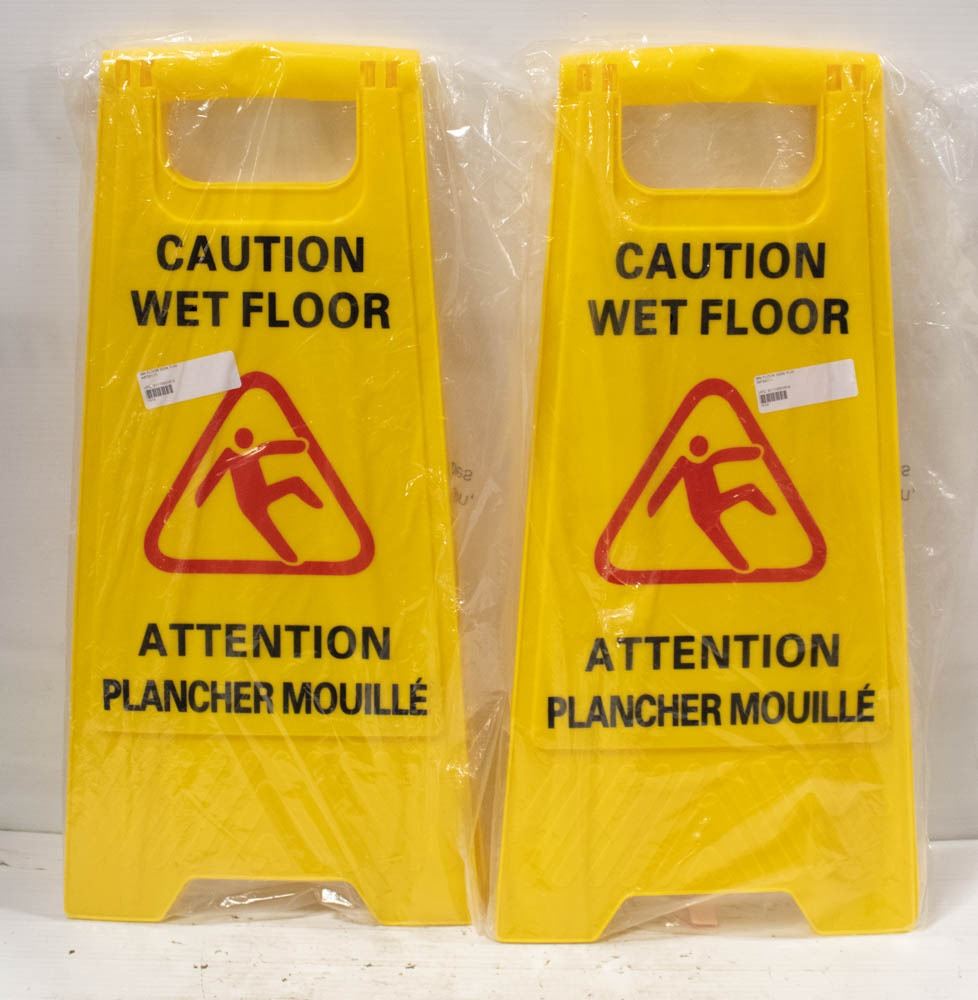 CAUTION
WET FLOOR
ATTENTION
PLANCHER MOUILLÉ
CAUTION
WET FLOOR
ATTENTION
PLANCHER MOUILLÉ